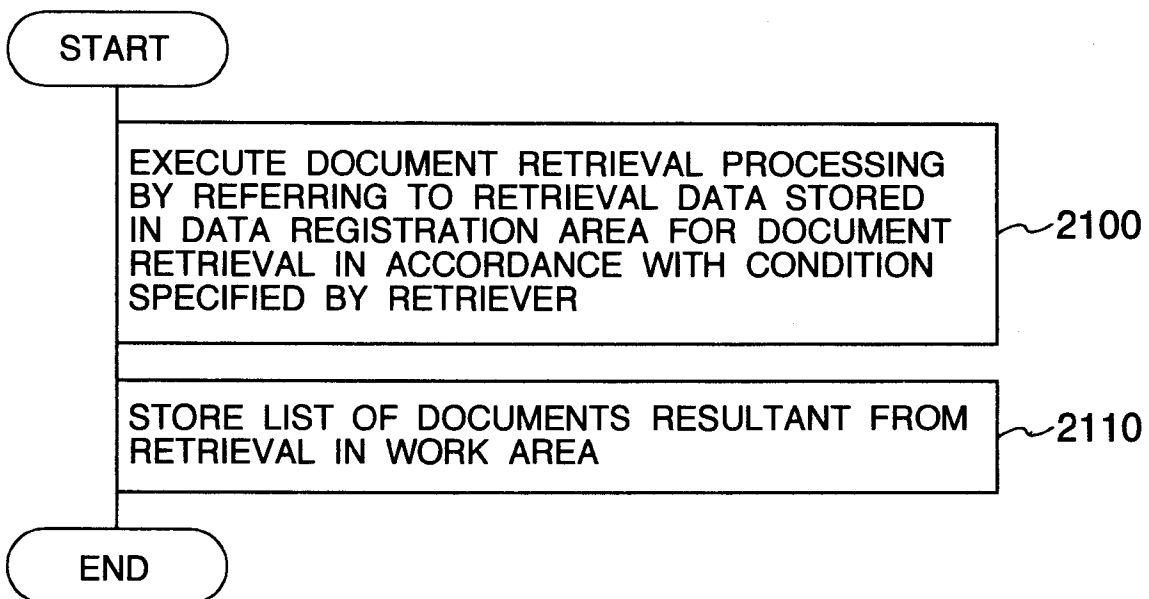 START
EXECUTE DOCUMENT RETRIEVAL PROCESSING
BY REFERRING TO RETRIEVAL DATA STORED
IN DATA REGISTRATION AREA FOR DOCUMENT
RETRIEVAL IN ACCORDANCE WITH CONDITION
SPECIFIED BY RETRIEVER
2100
STORE LIST OF DOCUMENTS RESULTANT FROM
RETRIEVAL IN WORK AREA
2110
END